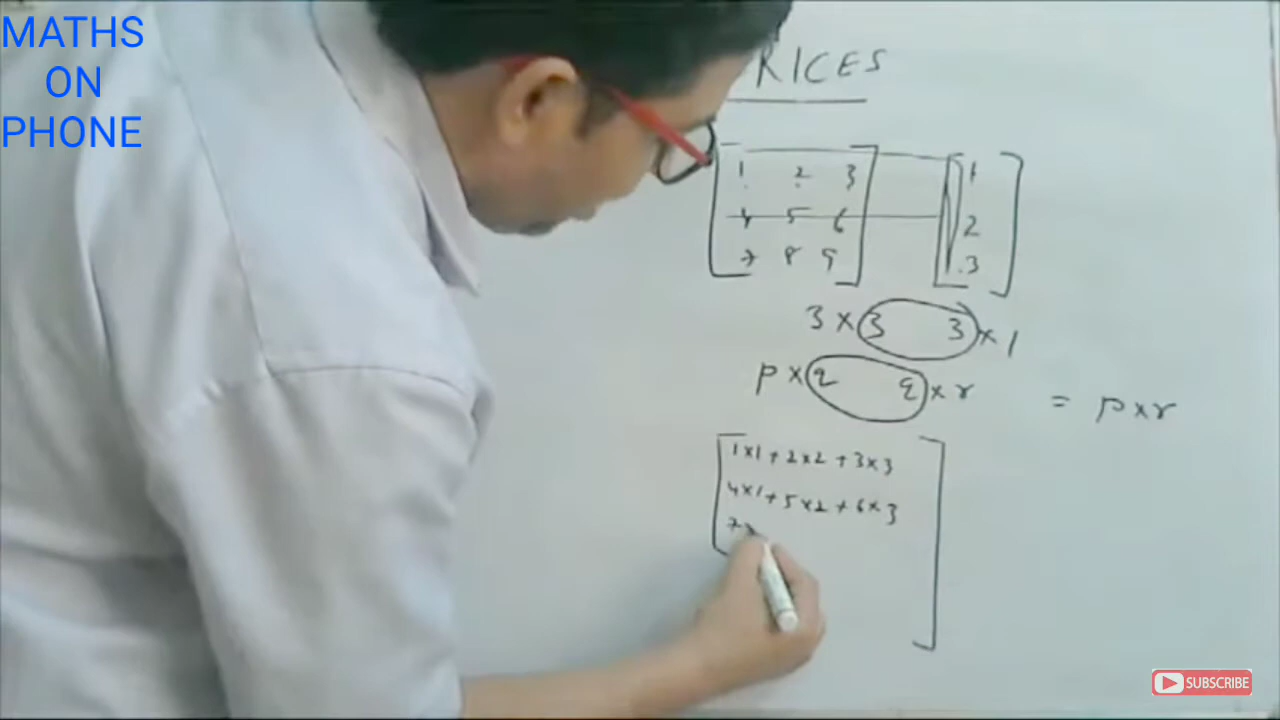 MATHS
ON
PHONE
RICES
1 2 3 1
4 5 6 2
7 8 9 3
3 × 3 3 × 1
p × q q × r = p×r
1×1 + 2×2 + 3×3
4×1 + 5×2 + 6×3
7×
SUBSCRIBE